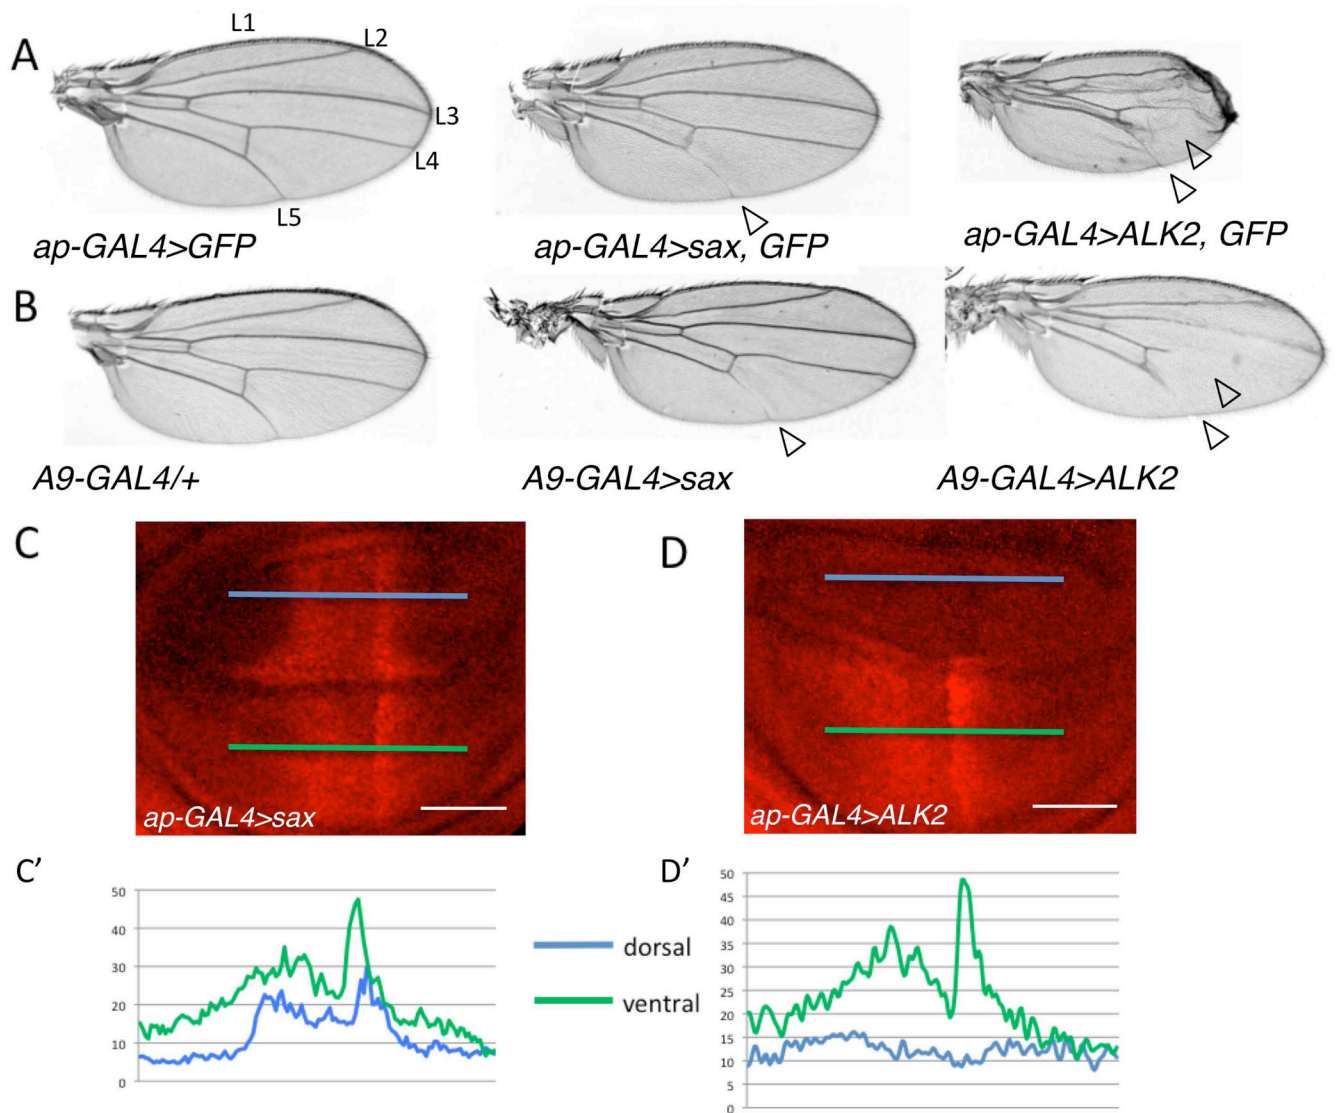 A
L1
L2
L3
L4
L5
ap-GAL4>GFP
ap-GAL4>sax, GFP
ap-GAL4>ALK2, GFP
B
A9-GAL4/+
A9-GAL4>sax
A9-GAL4>ALK2
C
ap-GAL4>sax
D
ap-GAL4>ALK2
C’
50
40
30
20
10
0
dorsal
ventral
D’
50
45
40
35
30
25
20
15
10
5
0